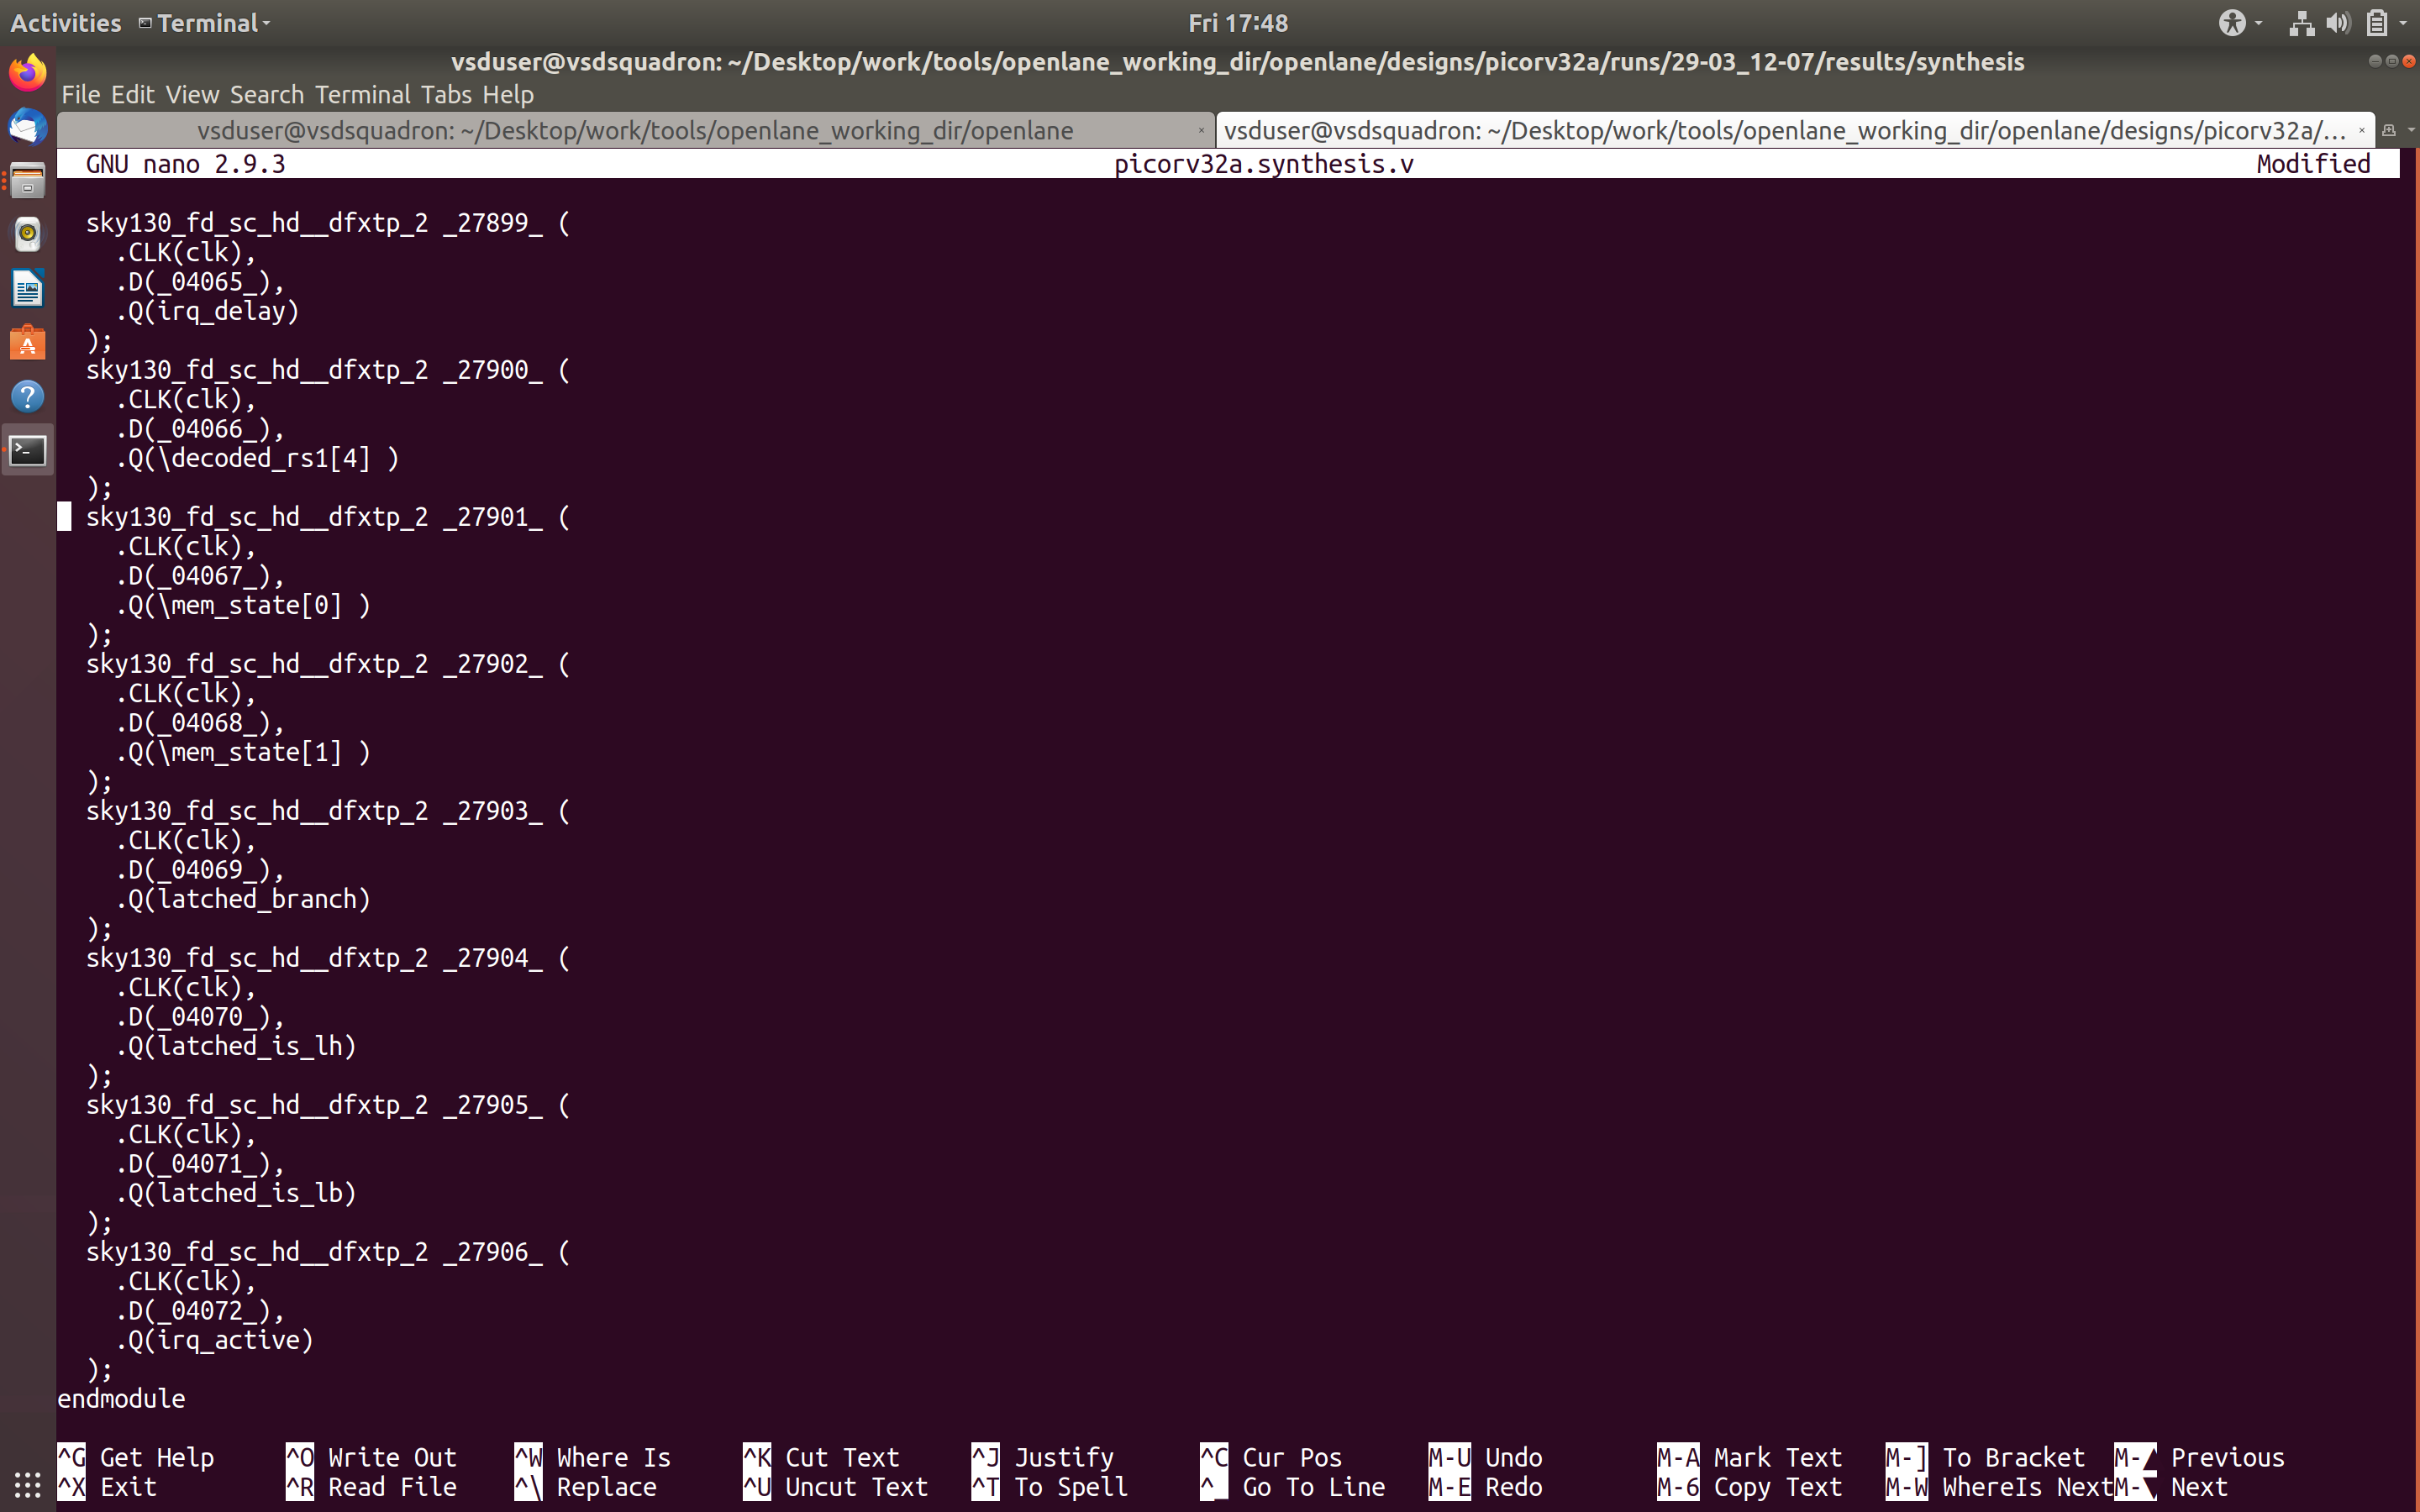 Activities Terminal Fri 17:48
vsduser@vsdsquadron: ~/Desktop/work/tools/openlane_working_dir/openlane/designs/picorv32a/runs/29-03_12-07/results/synthesis
File Edit View Search Terminal Tabs Help
vsduser@vsdsquadron: ~/Desktop/work/tools/openlane_working_dir/openlane × vsduser@vsdsquadron: ~/Desktop/work/tools/openlane_working_dir/openlane/designs/picorv32a/... ×
GNU nano 2.9.3 picorv32a.synthesis.v Modified
sky130_fd_sc_hd__dfxtp_2 _27899_ (
.CLK(clk),
.D(_04065_),
.Q(irq_delay)
);
sky130_fd_sc_hd__dfxtp_2 _27900_ (
.CLK(clk),
.D(_04066_),
.Q(\decoded_rs1[4] )
);
sky130_fd_sc_hd__dfxtp_2 _27901_ (
.CLK(clk),
.D(_04067_),
.Q(\mem_state[0] )
);
sky130_fd_sc_hd__dfxtp_2 _27902_ (
.CLK(clk),
.D(_04068_),
.Q(\mem_state[1] )
);
sky130_fd_sc_hd__dfxtp_2 _27903_ (
.CLK(clk),
.D(_04069_),
.Q(latched_branch)
);
sky130_fd_sc_hd__dfxtp_2 _27904_ (
.CLK(clk),
.D(_04070_),
.Q(latched_is_lh)
);
sky130_fd_sc_hd__dfxtp_2 _27905_ (
.CLK(clk),
.D(_04071_),
.Q(latched_is_lb)
);
sky130_fd_sc_hd__dfxtp_2 _27906_ (
.CLK(clk),
.D(_04072_),
.Q(irq_active)
);
endmodule
^G Get Help ^O Write Out ^W Where Is ^K Cut Text ^J Justify ^C Cur Pos M-U Undo M-A Mark Text M-] To Bracket M-▲ Previous
^X Exit ^R Read File ^\ Replace ^U Uncut Text ^T To Spell ^_ Go To Line M-E Redo M-6 Copy Text M-W WhereIs Next M-▼ Next